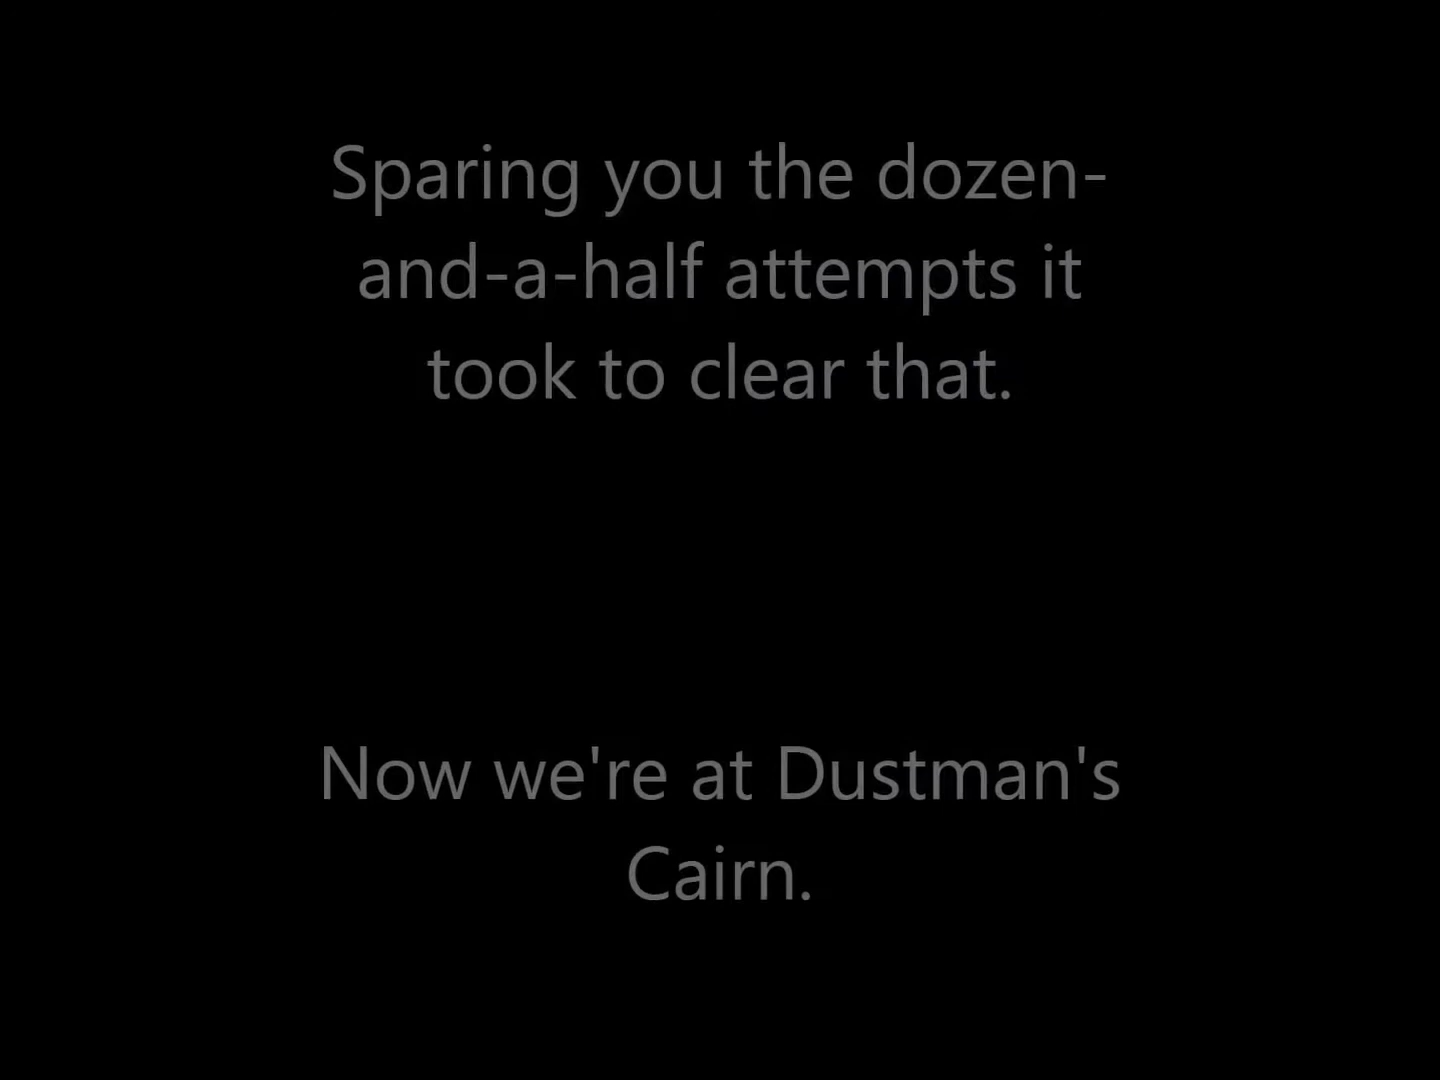 Sparing you the dozen-
and-a-half attempts it
took to clear that.
Now we're at Dustman's
Cairn.